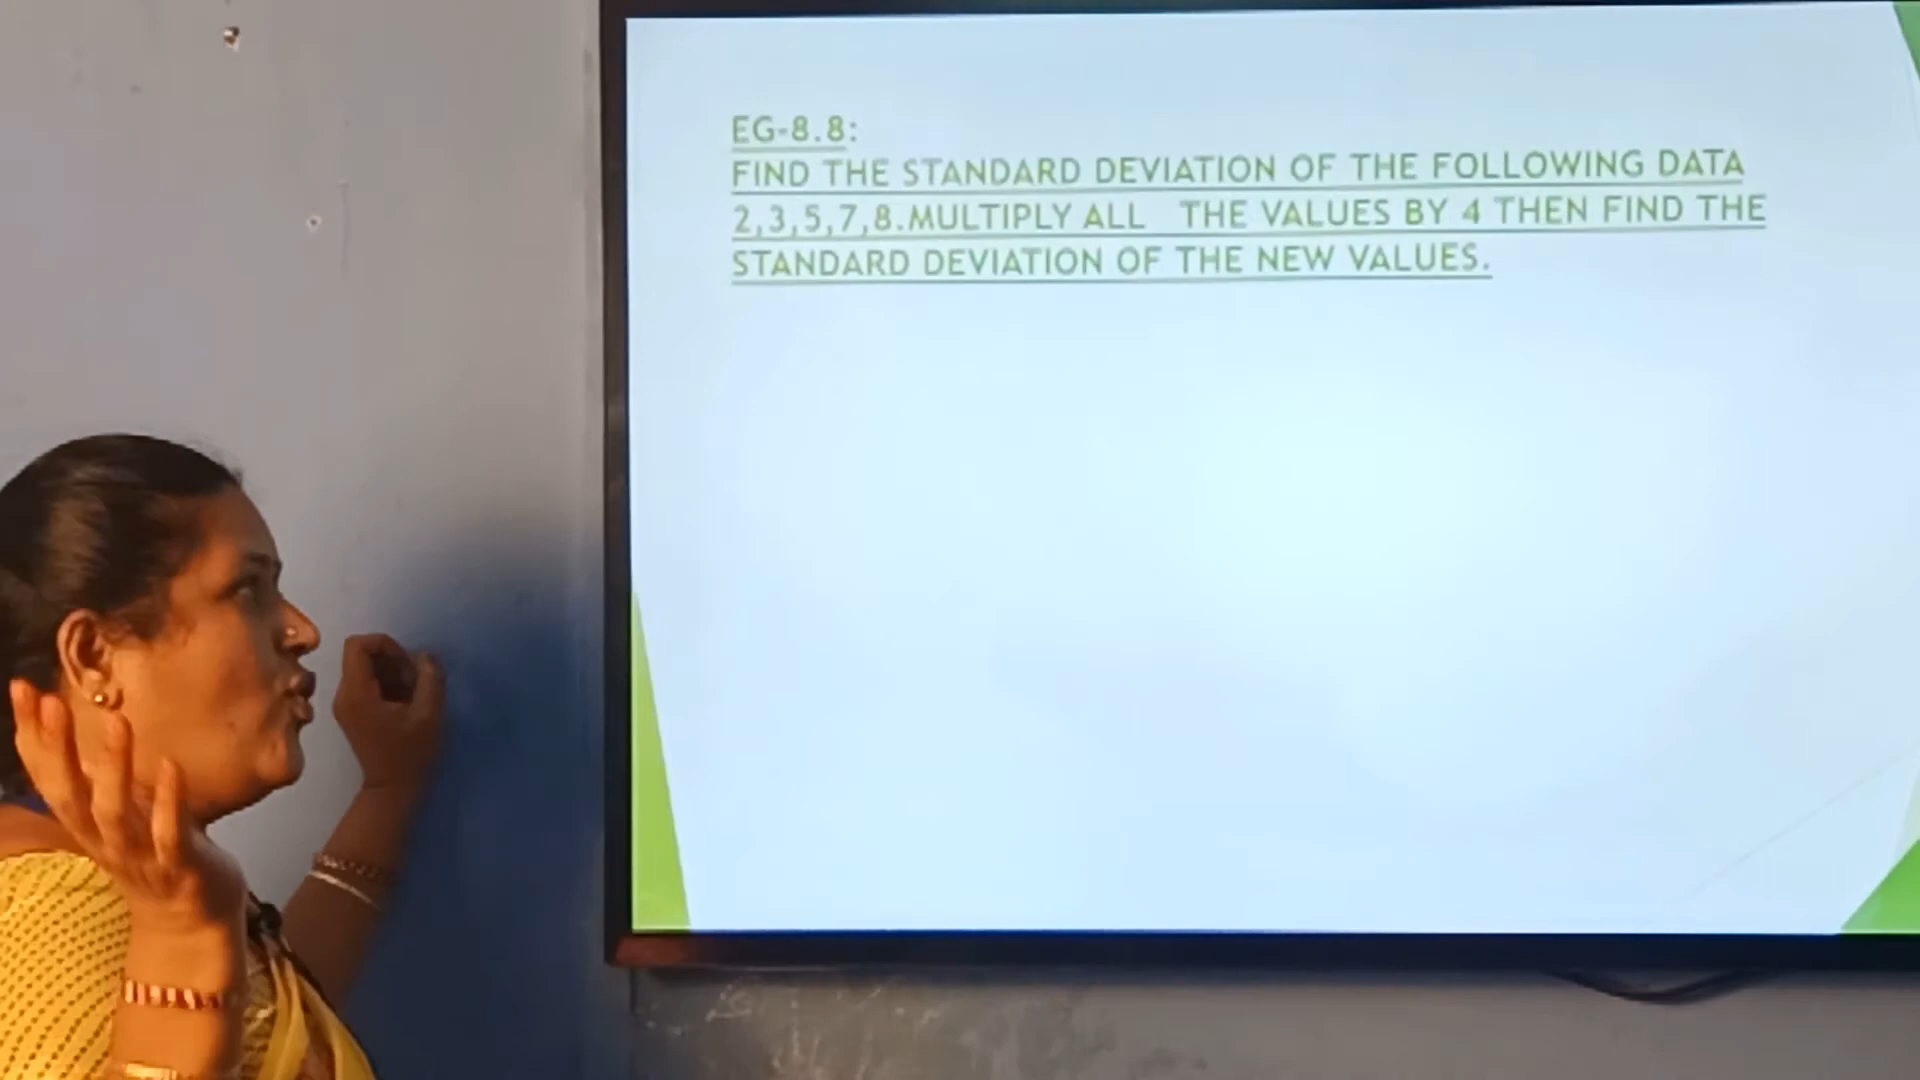 EG-8.8:
FIND THE STANDARD DEVIATION OF THE FOLLOWING DATA
2,3,5,7,8.MULTIPLY ALL THE VALUES BY 4 THEN FIND THE
STANDARD DEVIATION OF THE NEW VALUES.